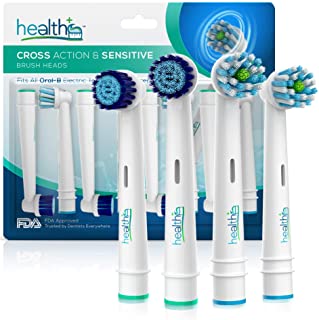 health
CROSS ACTION & SENSITIVE
BRUSH HEADS
Fits All Oral-B Electric
FDA FDA Approved
Trusted by Dentists Everywhere
health
health
health
health